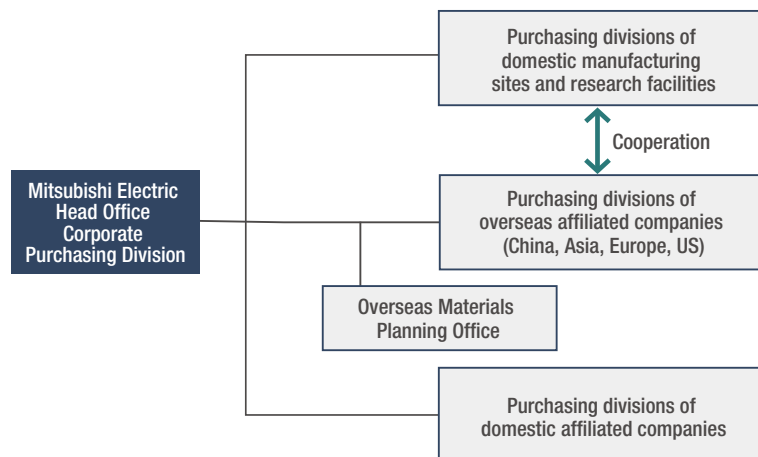 Purchasing divisions of
domestic manufacturing
sites and research facilities
Cooperation
Mitsubishi Electric
Head Office
Corporate
Purchasing Division
Purchasing divisions of
overseas affiliated companies
(China, Asia, Europe, US)
Overseas Materials
Planning Office
Purchasing divisions of
domestic affiliated companies